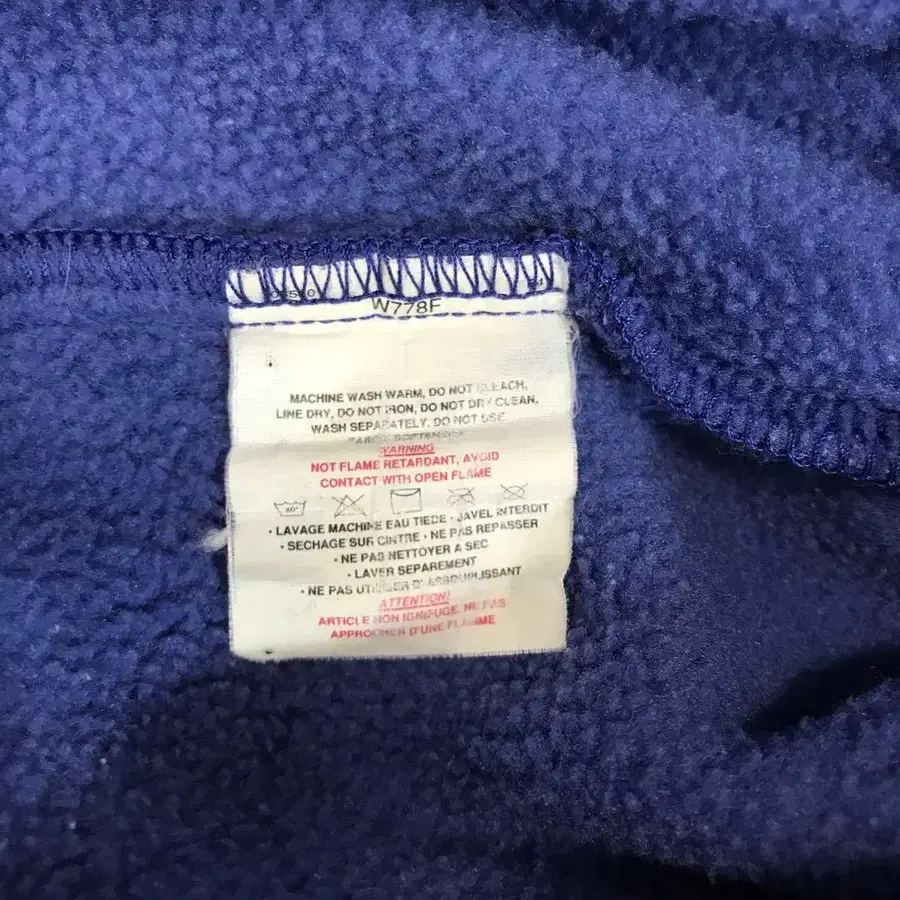 W778F
MACHINE WASH WARM, DO NOT BLEACH,
LINE DRY, DO NOT IRON, DO NOT DRY CLEAN.
WASH SEPARATELY. DO NOT USE
FABRIC SOFTENER
WARNING
NOT FLAME RETARDANT, AVOID
CONTACT WITH OPEN FLAME
• LAVAGE MACHINE EAU TIEDE • JAVEL INTERDIT
• SECHAGE SUR CINTRE • NE PAS REPASSER
• NE PAS NETTOYER A SEC
• LAVER SEPAREMENT
• NE PAS UTILISER D'ASSOUPLISSANT
ATTENTION!
ARTICLE NON IGNIFUGE. NE PAS
APPROCHER D'UNE FLAMME